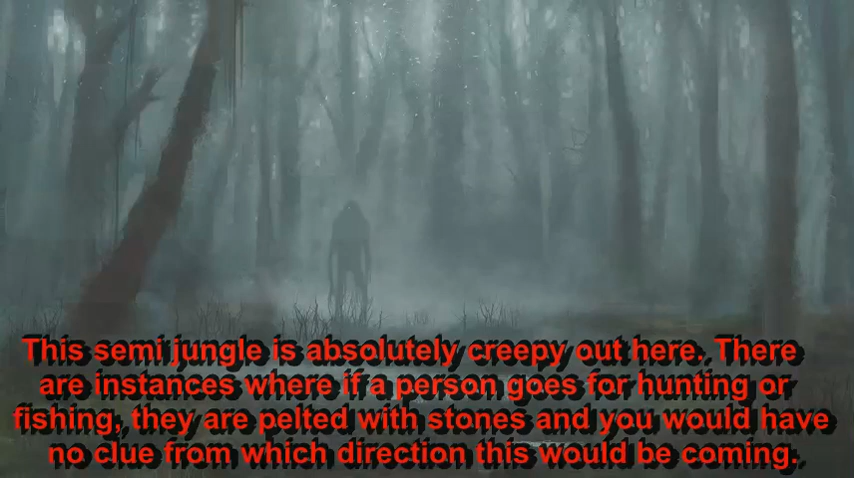 This semi jungle is absolutely creepy out here. There
are instances where if a person goes for hunting or
fishing, they are pelted with stones and you would have
no clue from which direction this would be coming.